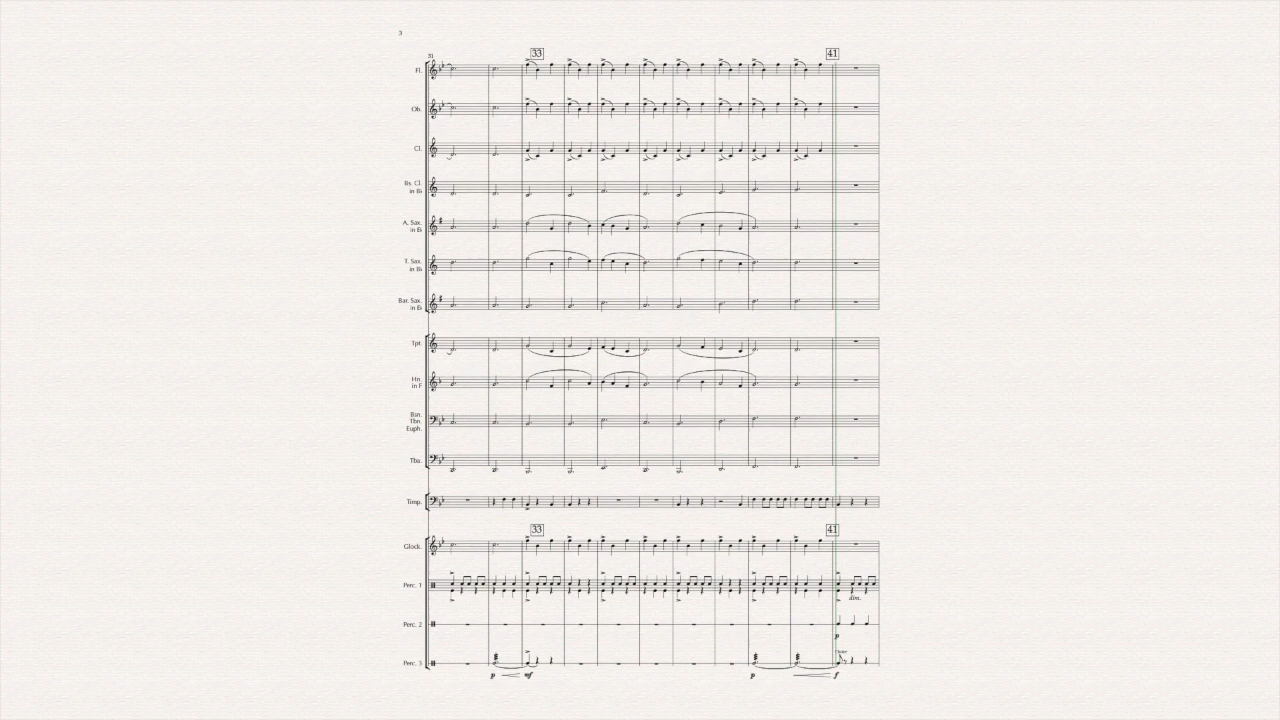 3
31
33
41
Fl.
Ob.
Cl.
Bs. Cl.
in B♭
A. Sax.
in E♭
T. Sax.
in B♭
Bar. Sax.
in E♭
Tpt.
Hn.
in F
Bsn.
Tbn.
Euph.
Tba.
Timp.
33
41
Glock.
Perc. 1
dim.
Perc. 2
p
Perc. 3
p
mf
p
f